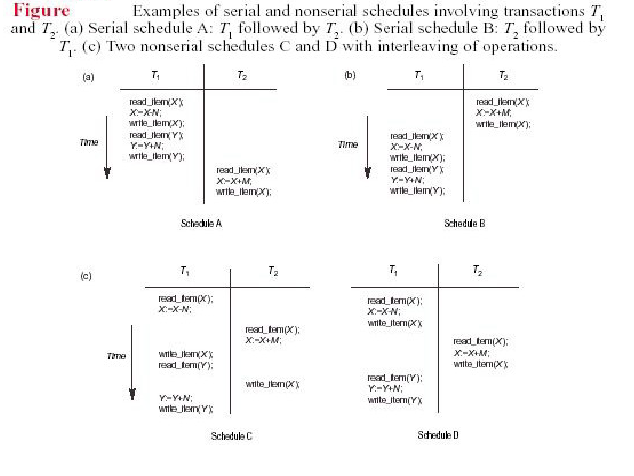 Figure Examples of serial and nonserial schedules involving transactions T1
and T2. (a) Serial schedule A: T1 followed by T2. (b) Serial schedule B: T2 followed by
T1. (c) Two nonserial schedules C and D with interleaving of operations.
(a) T1 T2
read_item(X);
X:=X-N;
write_item(X);
read_item(Y);
Y:=Y+N;
write_item(Y);
read_item(X);
X:=X+M;
write_item(X);
Time
Schedule A
(b) T1 T2
read_item(X);
X:=X+M;
write_item(X);
read_item(X);
X:=X-N;
write_item(X);
read_item(Y);
Y:=Y+N;
write_item(Y);
Time
Schedule B
(c) T1 T2
read_item(X);
X:=X-N;
read_item(X);
X:=X+M;
Time
write_item(X);
read_item(Y);
write_item(X);
Y:=Y+N;
write_item(Y);
Schedule C
T1 T2
read_item(X);
X:=X-N;
write_item(X);
read_item(X);
X:=X+M;
write_item(X);
read_item(Y);
Y:=Y+N;
write_item(Y);
Schedule D